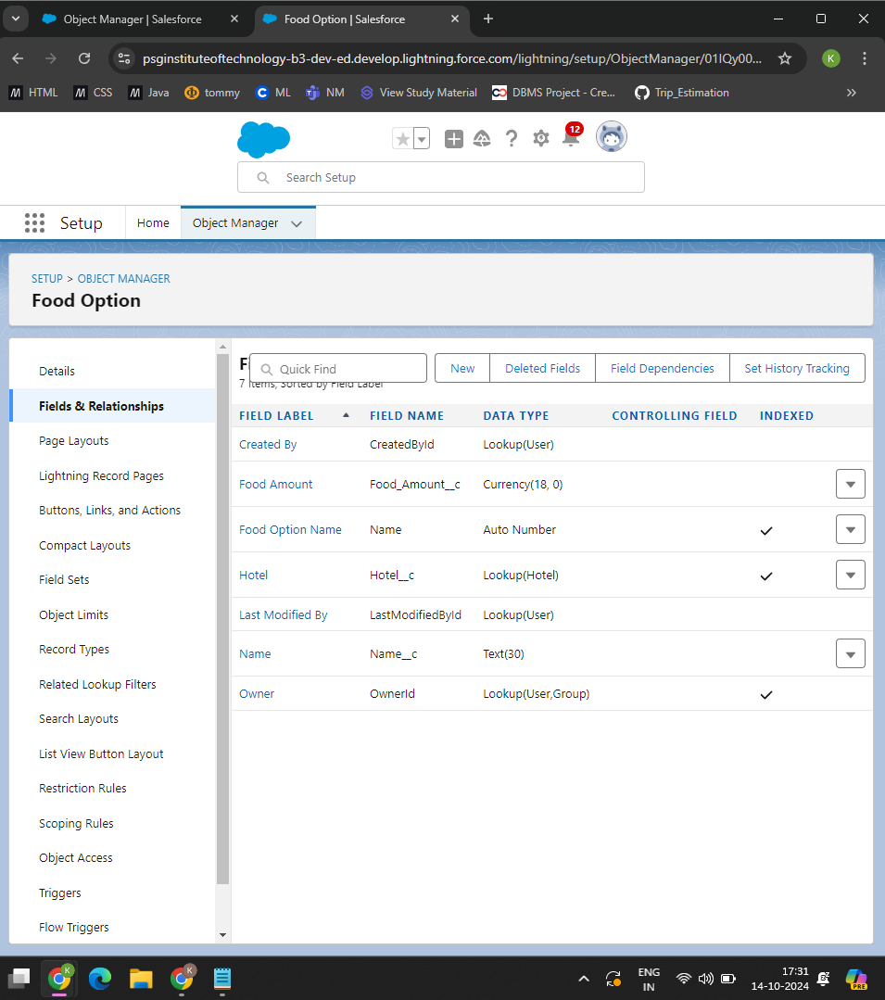 Object Manager | Salesforce
Food Option | Salesforce
psginstituteoftechnology-b3-dev-ed.develop.lightning.force.com/lightning/setup/ObjectManager/01IQy00...
K
HTML
CSS
Java
tommy
ML
NM
View Study Material
DBMS Project - Cre...
Trip_Estimation
12
Search Setup
Setup
Home
Object Manager
SETUP > OBJECT MANAGER
Food Option
Details
Fields & Relationships
Page Layouts
Lightning Record Pages
Buttons, Links, and Actions
Compact Layouts
Field Sets
Object Limits
Record Types
Related Lookup Filters
Search Layouts
List View Button Layout
Restriction Rules
Scoping Rules
Object Access
Triggers
Flow Triggers
Quick Find
New
Deleted Fields
Field Dependencies
Set History Tracking
7 Items, Sorted by Field Label
FIELD LABEL FIELD NAME DATA TYPE CONTROLLING FIELD INDEXED
Created By CreatedById Lookup(User)
Food Amount Food_Amount__c Currency(18, 0)
Food Option Name Name Auto Number
Hotel Hotel__c Lookup(Hotel)
Last Modified By LastModifiedById Lookup(User)
Name Name__c Text(30)
Owner OwnerId Lookup(User,Group)
K
K
ENG
IN
17:31
14-10-2024
PRE